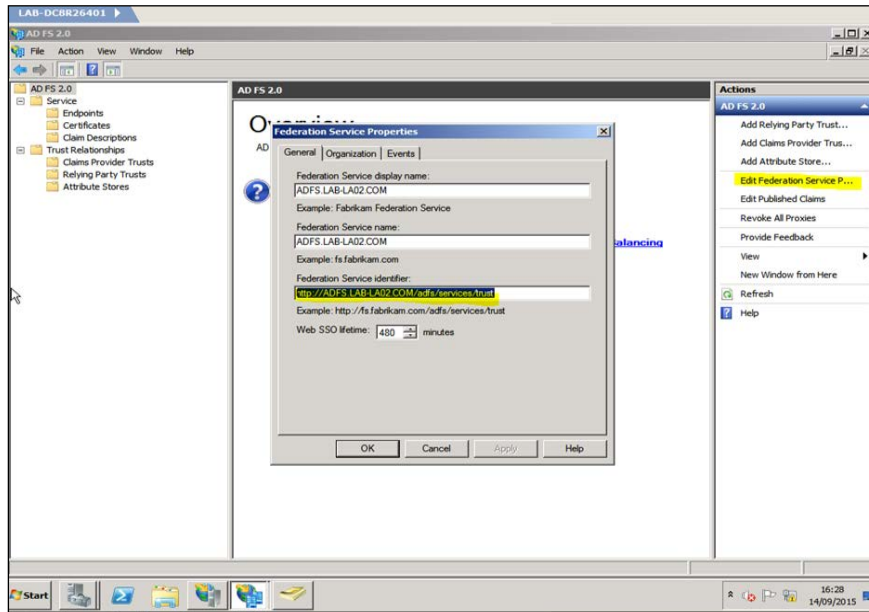 LAB-DC8R26401
AD FS 2.0
File Action View Window Help
AD FS 2.0
Service
Endpoints
Certificates
Claim Descriptions
Trust Relationships
Claims Provider Trusts
Relying Party Trusts
Attribute Stores
AD FS 2.0
AD
alancing
Federation Service Properties
General Organization Events
Federation Service display name:
ADFS.LAB-LA02.COM
Example: Fabrikam Federation Service
Federation Service name:
ADFS.LAB-LA02.COM
Example: fs.fabrikam.com
Federation Service identifier:
http://ADFS.LAB-LA02.COM/adfs/services/trust
Example: http://fs.fabrikam.com/adfs/services/trust
Web SSO lifetime: 480 minutes
OK Cancel Apply Help
Actions
AD FS 2.0
Add Relying Party Trust...
Add Claims Provider Trus...
Add Attribute Store...
Edit Federation Service P...
Edit Published Claims
Revoke All Proxies
Provide Feedback
View
New Window from Here
Refresh
Help
Start
16:28
14/09/2015